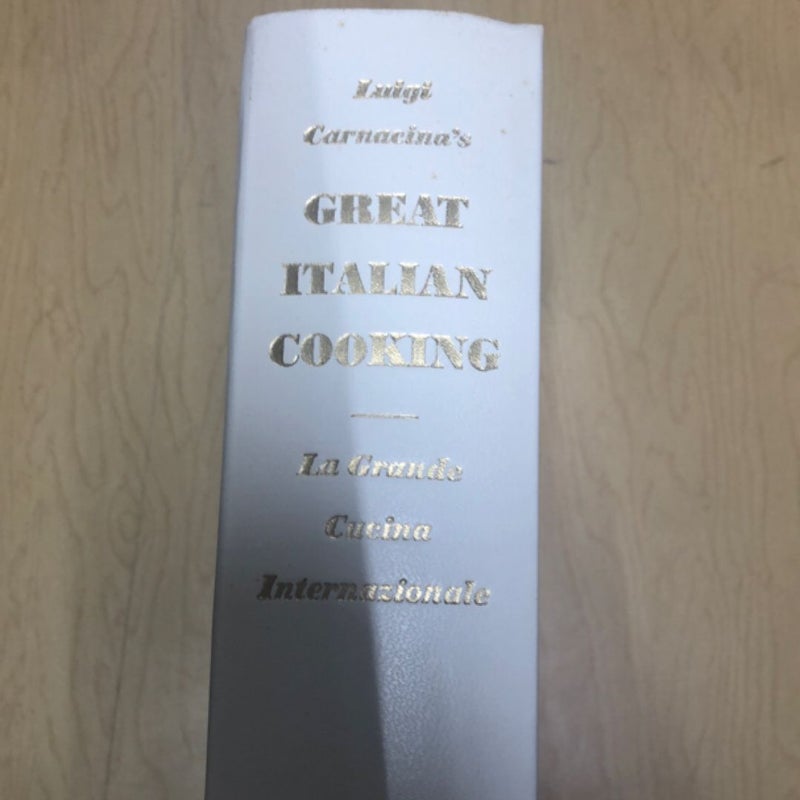 Luigi
Carnacina's
GREAT
ITALIAN
COOKING
La Grande
Cucina
Internazionale